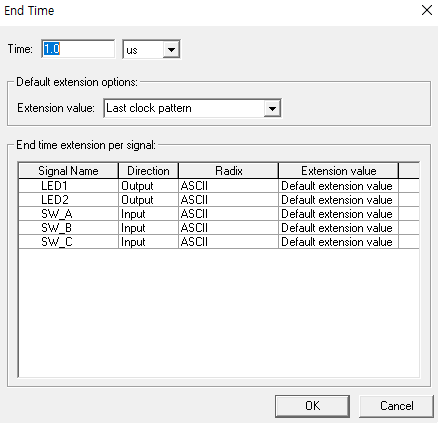 End Time
Time: 1.0 us
Default extension options:
Extension value: Last clock pattern
End time extension per signal:
Signal Name Direction Radix Extension value
LED1 Output ASCII Default extension value
LED2 Output ASCII Default extension value
SW_A Input ASCII Default extension value
SW_B Input ASCII Default extension value
SW_C Input ASCII Default extension value
OK Cancel